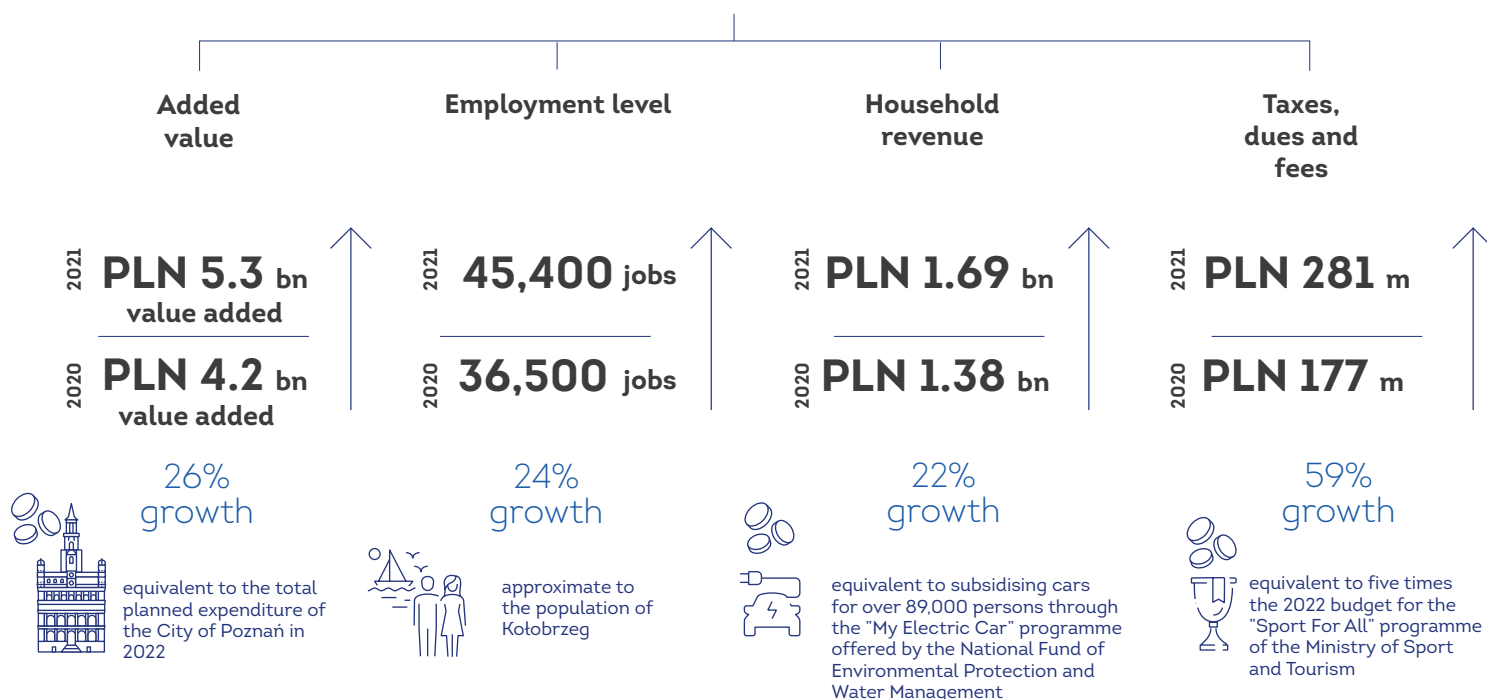 Added
value
2021
PLN 5.3 bn
value added
2020
PLN 4.2 bn
value added
26%
growth
equivalent to the total
planned expenditure of
the City of Poznań in
2022
Employment level
2021
45,400 jobs
2020
36,500 jobs
24%
growth
approximate to
the population of
Kołobrzeg
Household
revenue
2021
PLN 1.69 bn
2020
PLN 1.38 bn
22%
growth
equivalent to subsidising cars
for over 89,000 persons through
the "My Electric Car" programme
offered by the National Fund of
Environmental Protection and
Water Management
Taxes,
dues and
fees
2021
PLN 281 m
2020
PLN 177 m
59%
growth
equivalent to five times
the 2022 budget for the
"Sport For All" programme
of the Ministry of Sport
and Tourism